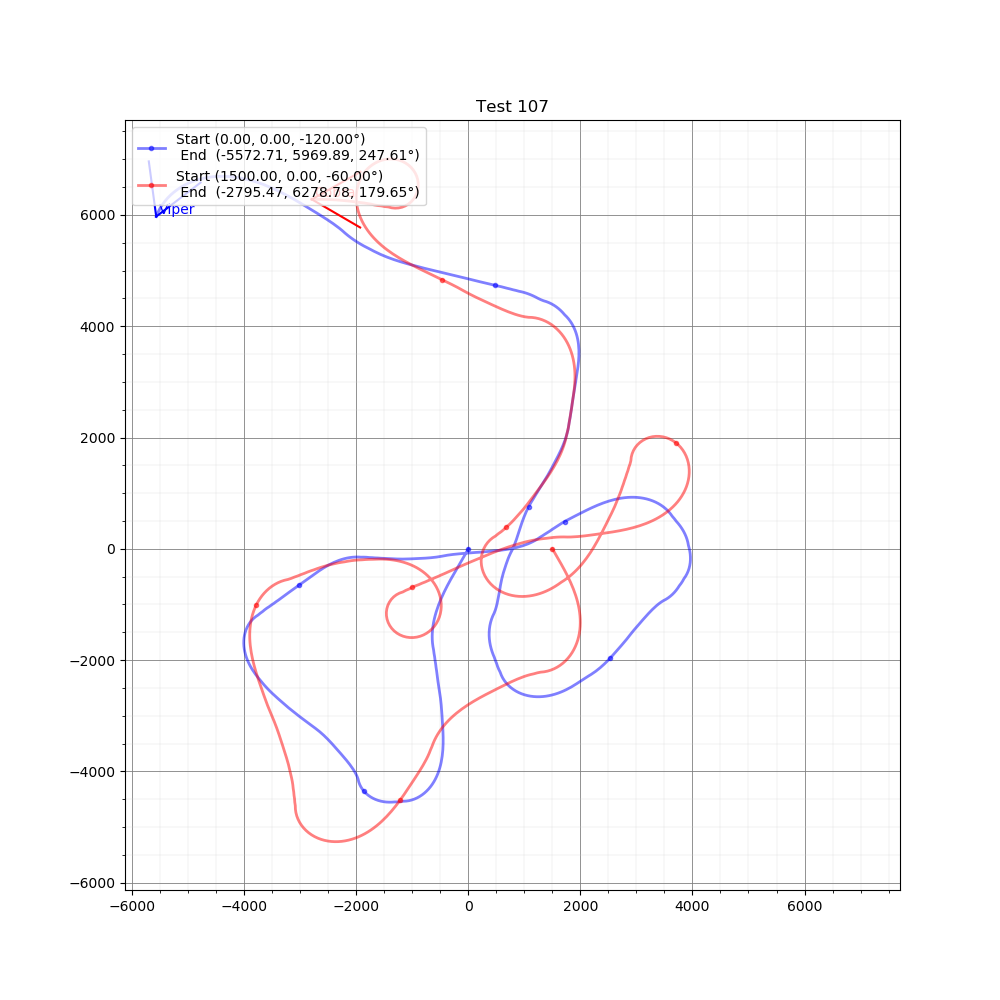 Test 107
Start (0.00, 0.00, -120.00°)
End  (-5572.71, 5969.89, 247.61°)
Start (1500.00, 0.00, -60.00°)
End  (-2795.47, 6278.78, 179.65°)
Viper
6000
4000
2000
0
−2000
−4000
−6000
−6000 −4000 −2000 0 2000 4000 6000